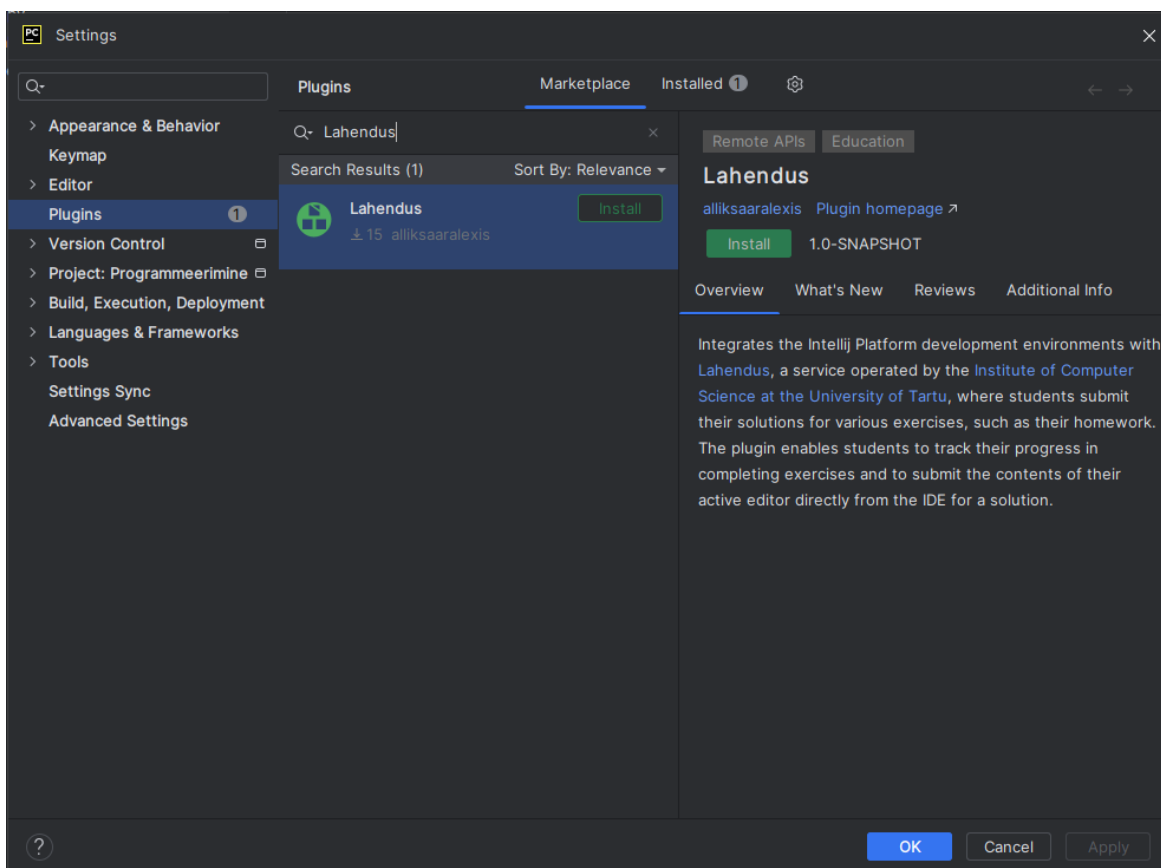 PC
Settings
Plugins
Marketplace
Installed 1
Appearance & Behavior
Keymap
Editor
Plugins 1
Version Control
Project: Programmeerimine
Build, Execution, Deployment
Languages & Frameworks
Tools
Settings Sync
Advanced Settings
Lahendus
Search Results (1) Sort By: Relevance
Lahendus Install
15 alliksaaralexis
Remote APIs Education
Lahendus
alliksaaralexis Plugin homepage ↗
Install 1.0-SNAPSHOT
Overview What's New Reviews Additional Info
Integrates the Intellij Platform development environments with
Lahendus, a service operated by the Institute of Computer
Science at the University of Tartu, where students submit
their solutions for various exercises, such as their homework.
The plugin enables students to track their progress in
completing exercises and to submit the contents of their
active editor directly from the IDE for a solution.
?
OK Cancel Apply